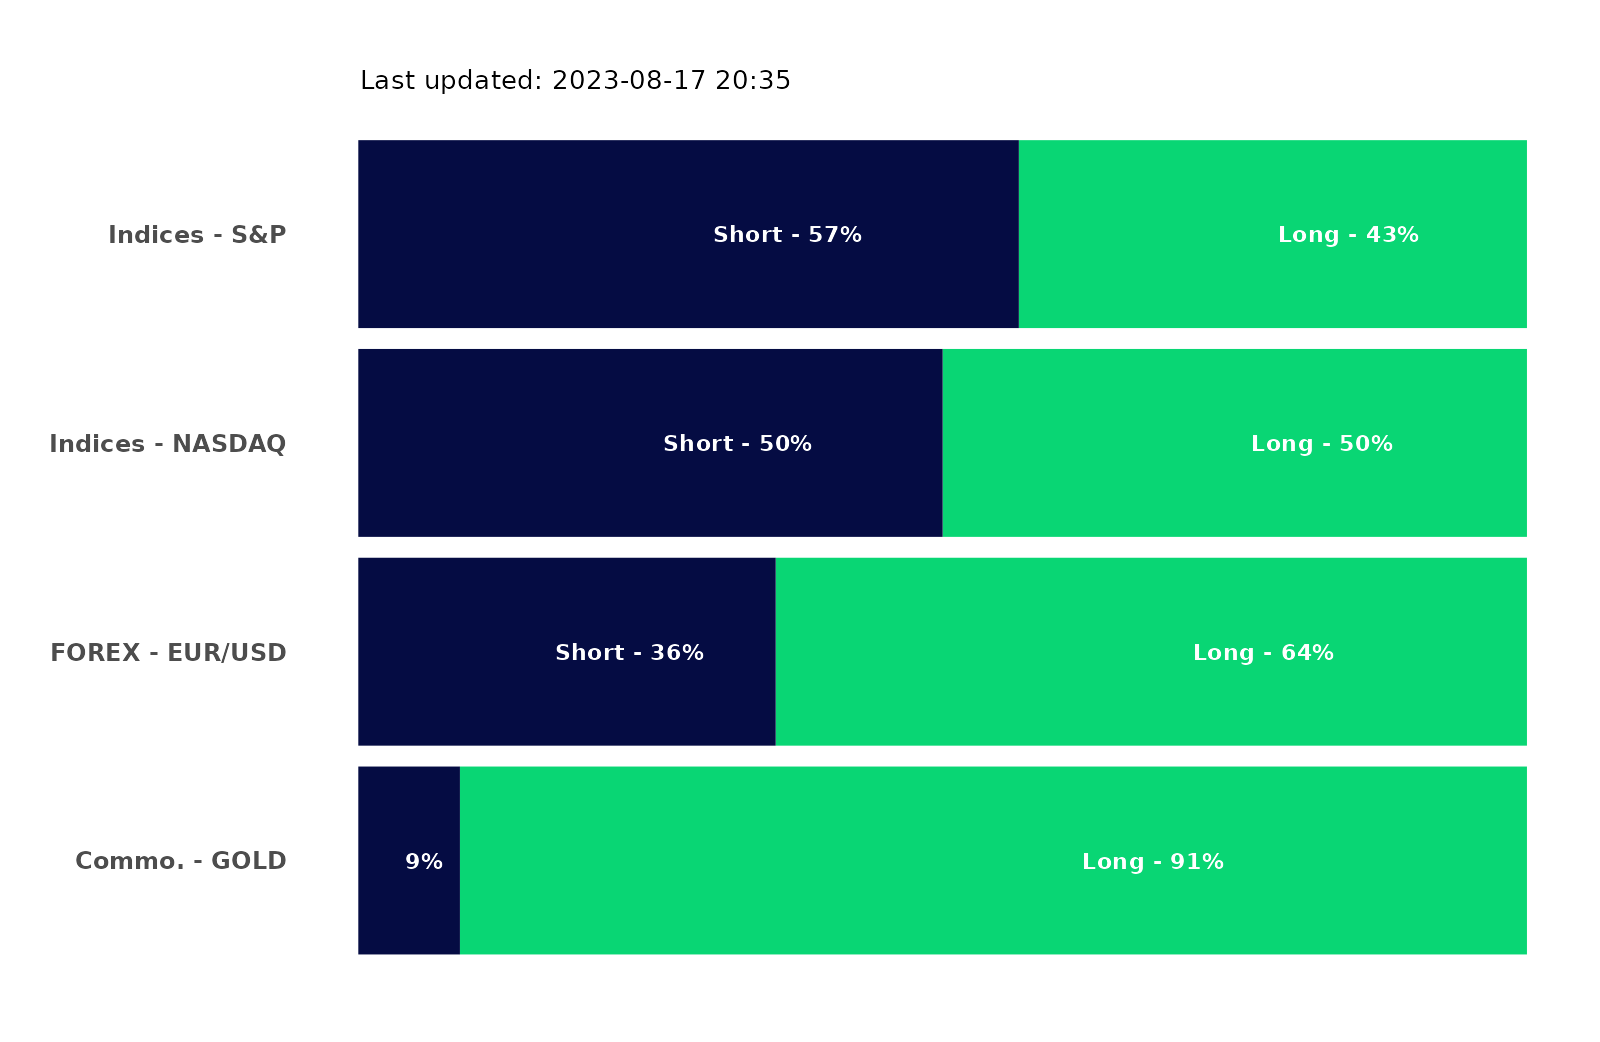 Last updated: 2023-08-17 20:35
Indices - S&P
Short - 57%
Long - 43%
Indices - NASDAQ
Short - 50%
Long - 50%
FOREX - EUR/USD
Short - 36%
Long - 64%
Commo. - GOLD
9%
Long - 91%